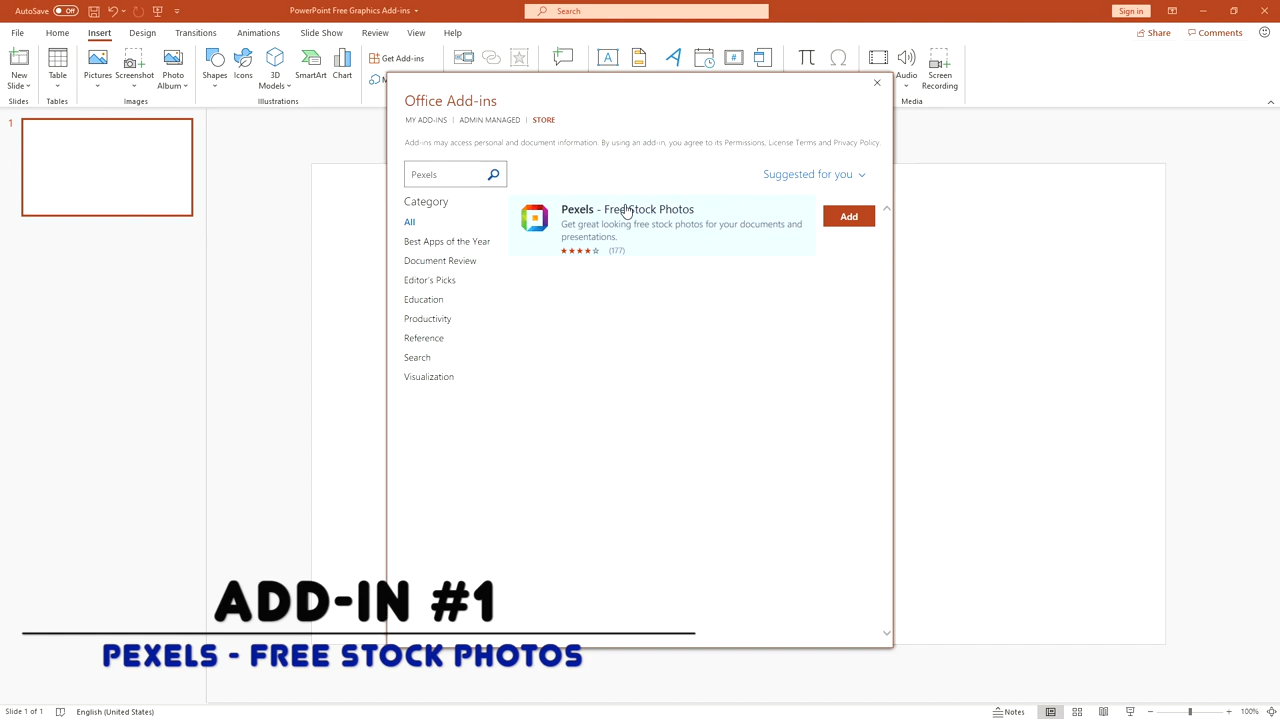 AutoSave Off
PowerPoint Free Graphics Add-ins
Search
Sign in
File Home Insert Design Transitions Animations Slide Show Review View Help
Share Comments
New Slide
Table
Pictures
Screenshot
Photo Album
Shapes
Icons
3D Models
SmartArt
Chart
Get Add-ins
Audio
Screen Recording
Slides
Tables
Images
Illustrations
Media
1
Office Add-ins
MY ADD-INS | ADMIN MANAGED | STORE
Add-ins may access personal and document information. By using an add-in, you agree to its Permissions, License Terms and Privacy Policy.
Pexels
Suggested for you
Category
All
Best Apps of the Year
Document Review
Editor's Picks
Education
Productivity
Reference
Search
Visualization
Pexels - Free Stock Photos
Get great looking free stock photos for your documents and
presentations.
(177)
Add
ADD-IN #1
PEXELS - FREE STOCK PHOTOS
Slide 1 of 1
English (United States)
Notes
100%